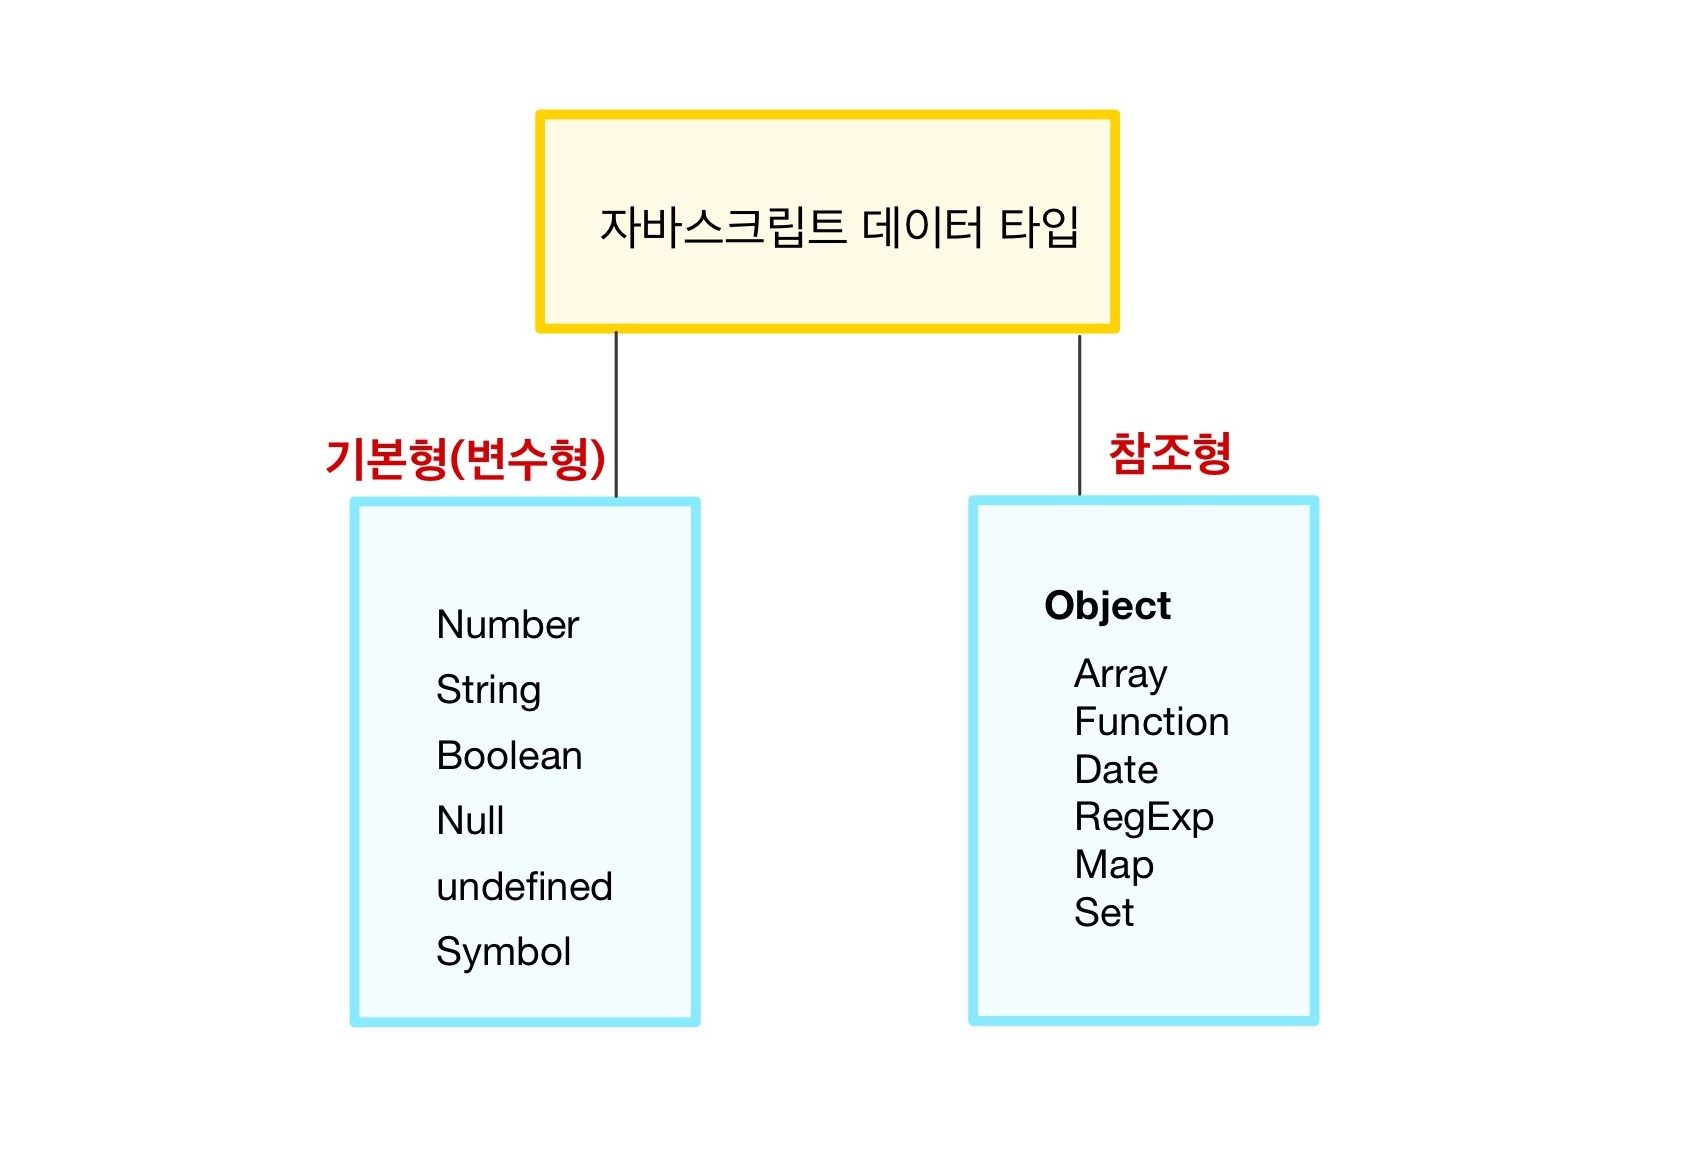 자바스크립트 데이터 타입
기본형(변수형)
Number
String
Boolean
Null
undefined
Symbol
참조형
Object
Array
Function
Date
RegExp
Map
Set